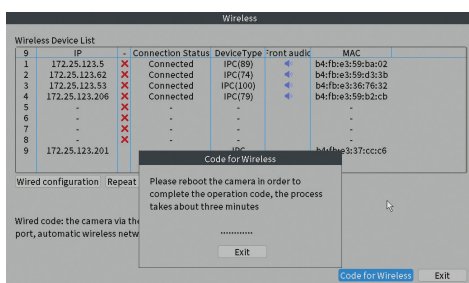 Wireless
Wireless Device List
9 IP - Connection Status DeviceType Front audio MAC
1 172.25.123.5 Connected IPC(89) b4:fb:e3:59:ba:02
2 172.25.123.62 Connected IPC(74) b4:fb:e3:59:d3:3b
3 172.25.123.53 Connected IPC(100) b4:fb:e3:36:76:32
4 172.25.123.206 Connected IPC(79) b4:fb:e3:59:b2:cb
5 - - - -
6 - - - -
7 - - - -
8 - - - -
9 172.25.123.201 IPC b4:fb:e3:37:cc:c6
Code for Wireless
Wired configuration Repeat
Please reboot the camera in order to
complete the operation code, the process
takes about three minutes
............
Exit
Wired code: the camera via the
port, automatic wireless netw
Code for Wireless Exit